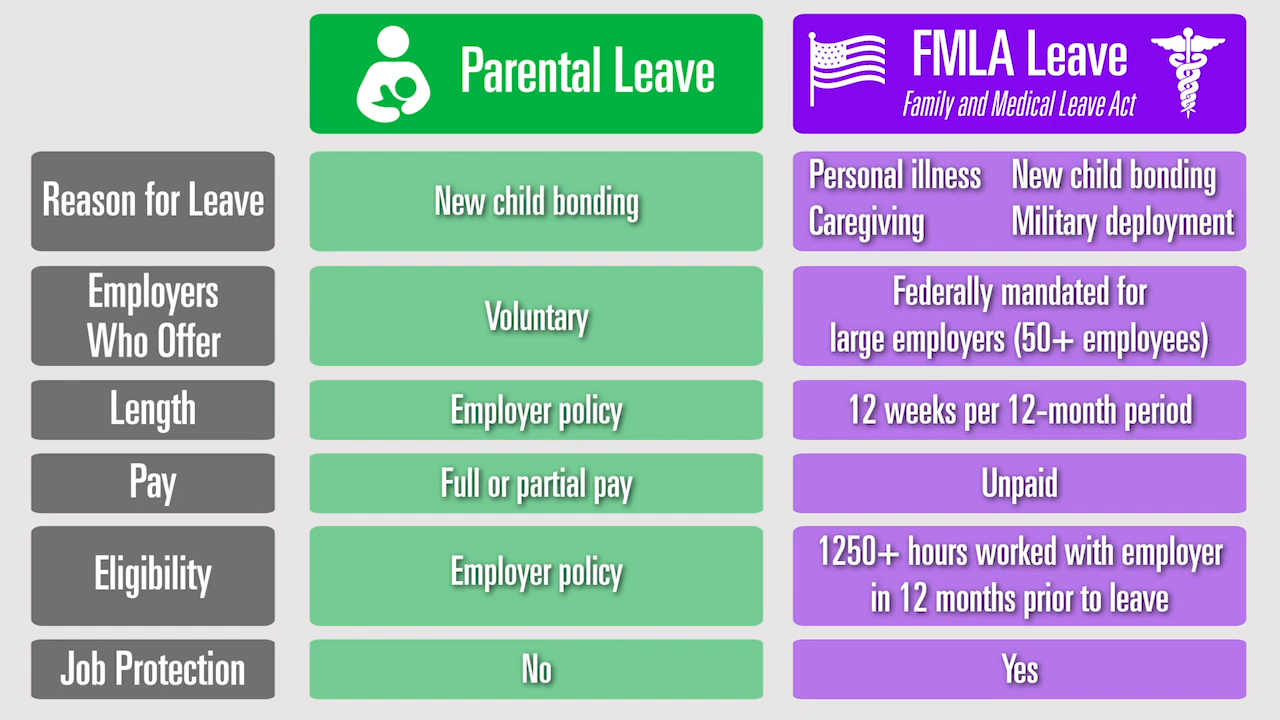 Parental Leave
FMLA Leave
Family and Medical Leave Act
Reason for Leave
New child bonding
Personal illness
New child bonding
Caregiving
Military deployment
Employers
Who Offer
Voluntary
Federally mandated for
large employers (50+ employees)
Length
Employer policy
12 weeks per 12-month period
Pay
Full or partial pay
Unpaid
Eligibility
Employer policy
1250+ hours worked with employer
in 12 months prior to leave
Job Protection
No
Yes